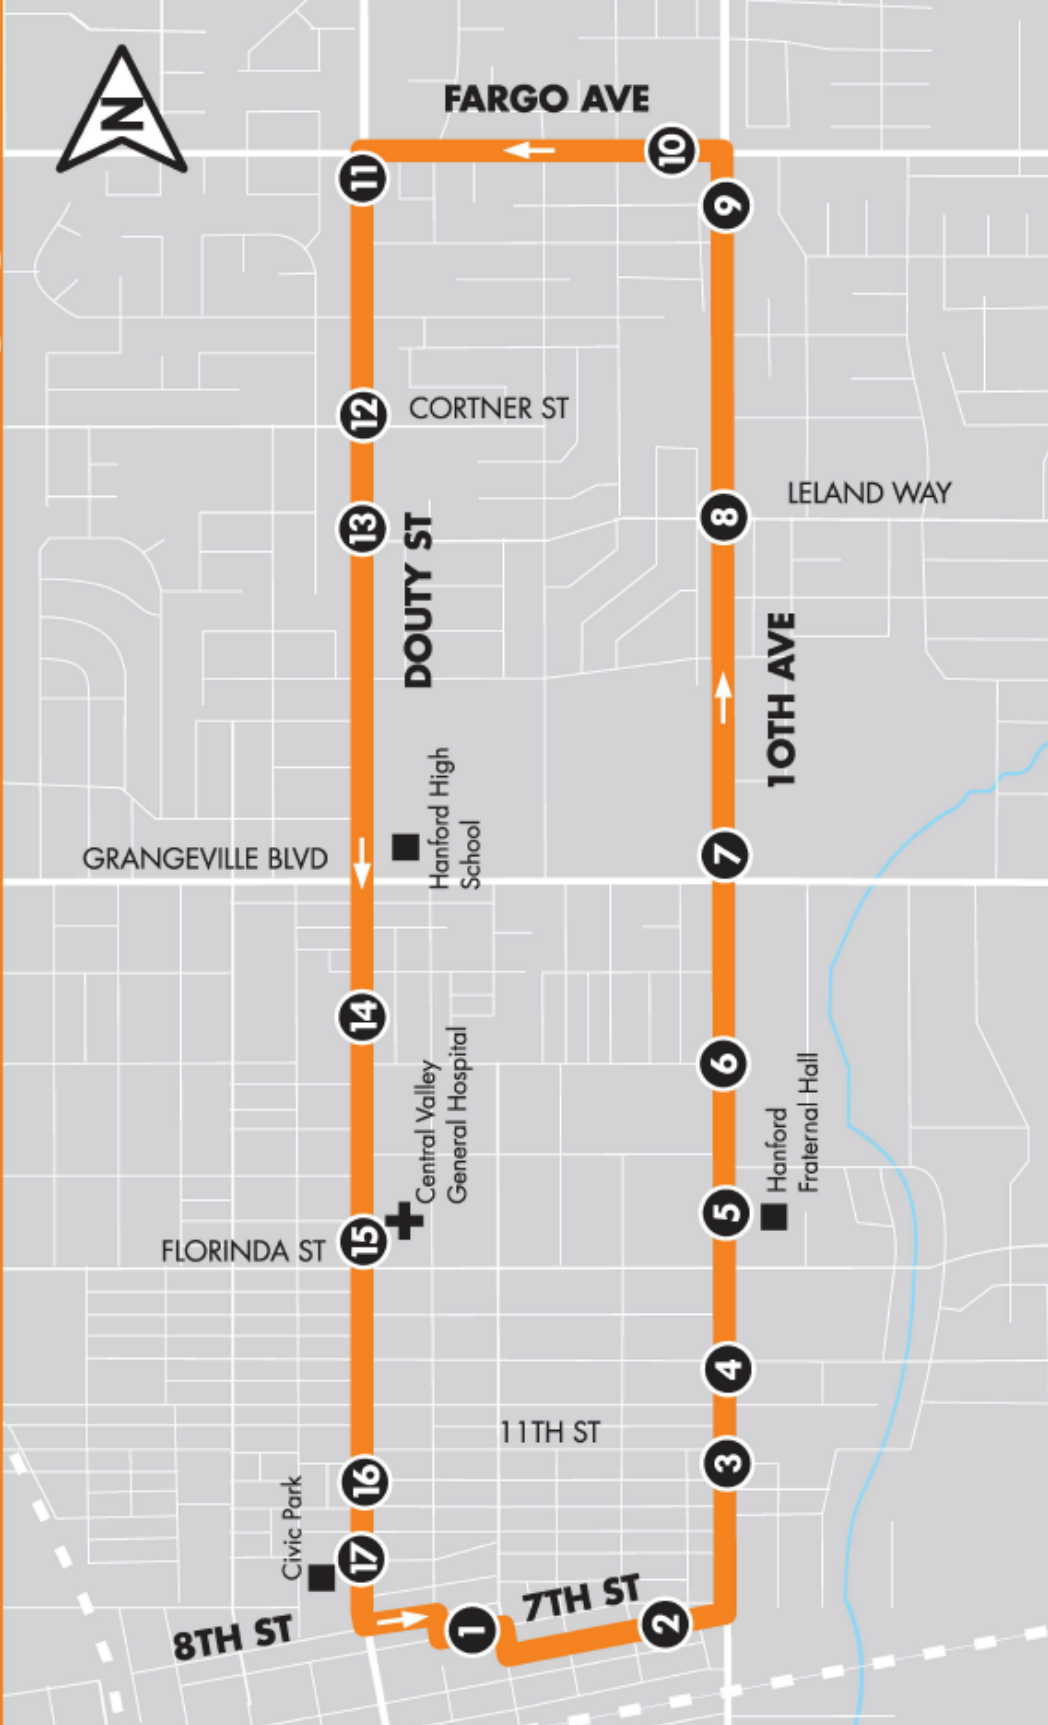 N
FARGO AVE
10
11
9
12
CORTNER ST
LELAND WAY
8
13
DOUTY ST
10TH AVE
Hanford High
School
GRANGEVILLE BLVD
7
14
6
Central Valley
General Hospital
Hanford
Fraternal Hall
5
15
FLORINDA ST
4
11TH ST
3
16
Civic Park
17
7TH ST
8TH ST
1
2